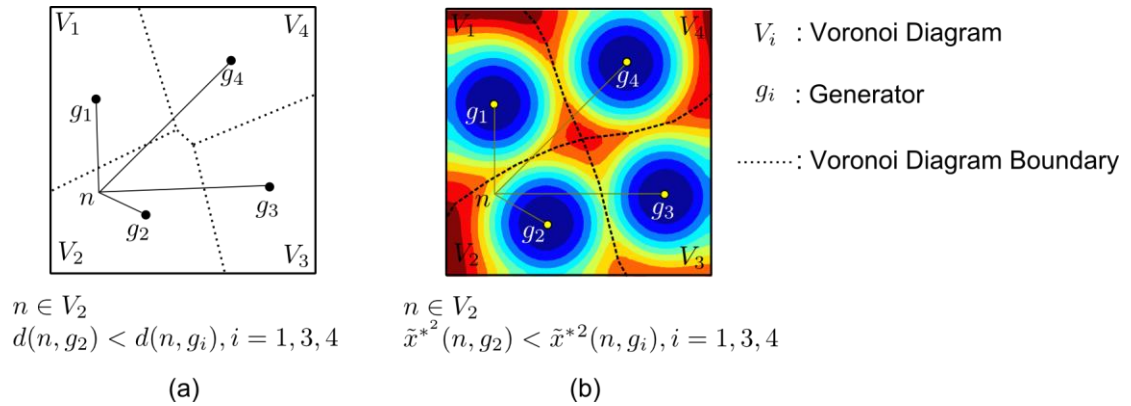 V₁ V₄
g₄
g₁
n
g₂
g₃
V₂ V₃
n ∈ V₂
d(n, g₂) < d(n, gᵢ), i = 1, 3, 4
(a)
V₁ V₄
g₄
g₁
n
g₂
g₃
V₂ V₃
n ∈ V₂
x̃*²(n, g₂) < x̃*²(n, gᵢ), i = 1, 3, 4
(b)
Vᵢ : Voronoi Diagram
gᵢ : Generator
: Voronoi Diagram Boundary